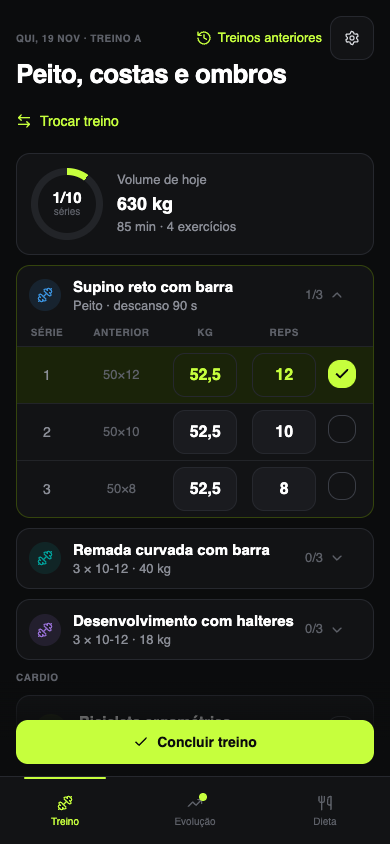 QUI, 19 NOV · TREINO A
Treinos anteriores
Peito, costas e ombros
Trocar treino
1/10
séries
Volume de hoje
630 kg
85 min · 4 exercícios
Supino reto com barra
Peito · descanso 90 s
1/3
SÉRIE ANTERIOR KG REPS
1 50×12 52,5 12
2 50×10 52,5 10
3 50×8 52,5 8
Remada curvada com barra
3 × 10-12 · 40 kg
0/3
Desenvolvimento com halteres
3 × 10-12 · 18 kg
0/3
CARDIO
Concluir treino
Treino Evolução Dieta